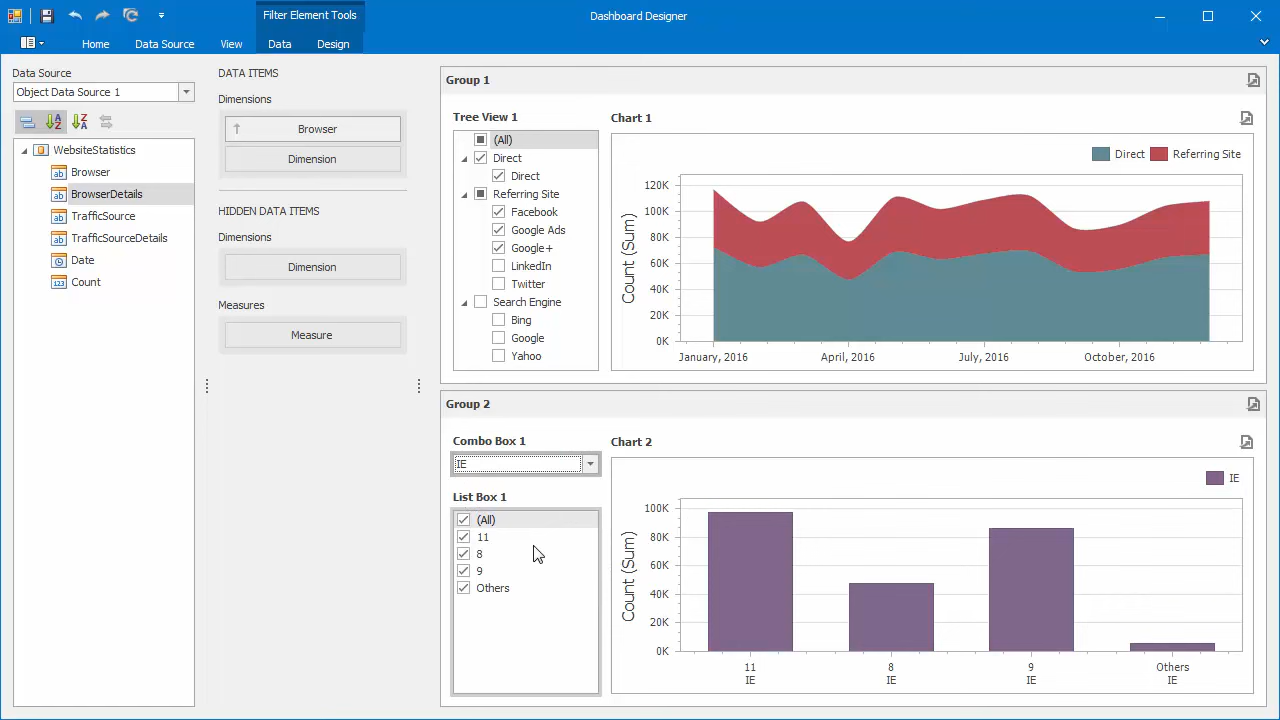 Filter Element Tools
Dashboard Designer
Home
Data Source
View
Data
Design
Data Source
Object Data Source 1
A
Z
Z
A
WebsiteStatistics
ab Browser
ab BrowserDetails
ab TrafficSource
ab TrafficSourceDetails
Date
123 Count
DATA ITEMS
Dimensions
Browser
Dimension
HIDDEN DATA ITEMS
Dimensions
Dimension
Measures
Measure
Group 1
Tree View 1
(All)
Direct
Direct
Referring Site
Facebook
Google Ads
Google+
LinkedIn
Twitter
Search Engine
Bing
Google
Yahoo
Chart 1
Direct
Referring Site
Count (Sum)
120K
100K
80K
60K
40K
20K
0K
January, 2016
April, 2016
July, 2016
October, 2016
Group 2
Combo Box 1
IE
List Box 1
(All)
11
8
9
Others
Chart 2
IE
Count (Sum)
100K
80K
60K
40K
20K
0K
11
8
9
Others
IE
IE
IE
IE